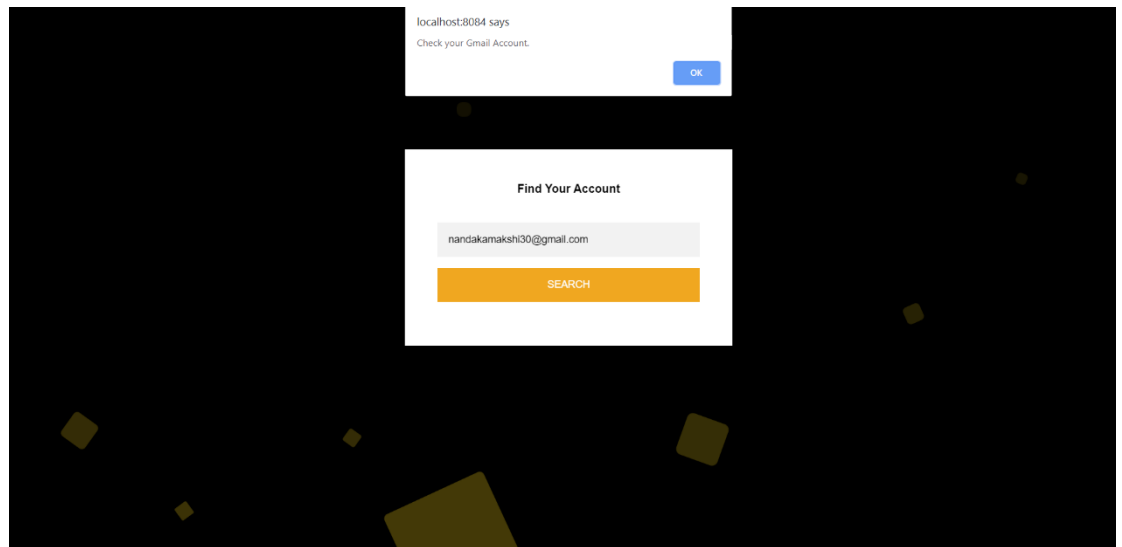 localhost:8084 says
Check your Gmail Account.
OK
Find Your Account
nandakamakshi30@gmail.com
SEARCH